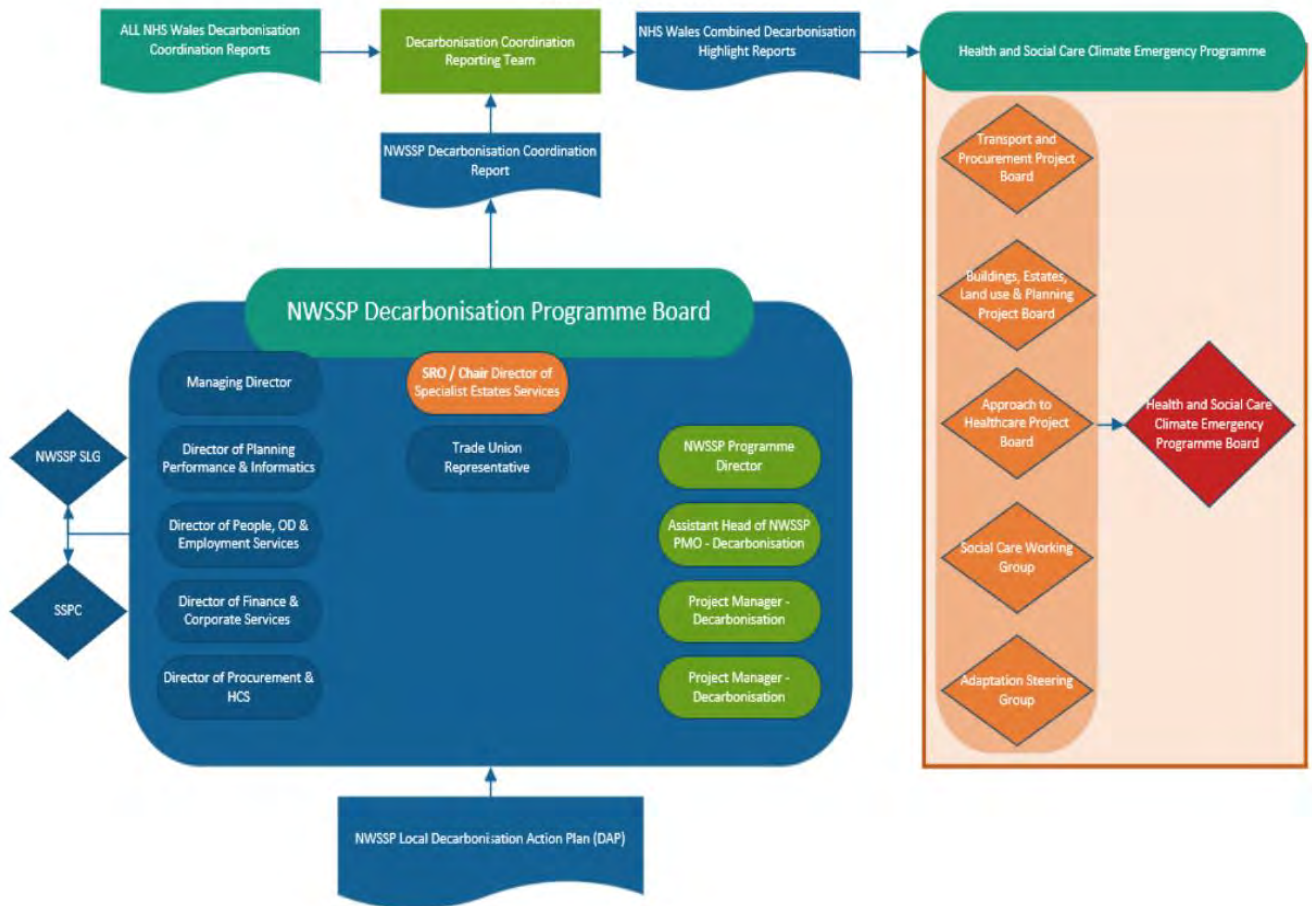 ALL NHS Wales Decarbonisation
Coordination Reports
Decarbonisation Coordination
Reporting Team
NHS Wales Combined Decarbonisation
Highlight Reports
Health and Social Care Climate Emergency Programme
NWSSP Decarbonisation Coordination
Report
Transport and
Procurement Project
Board
Buildings, Estates,
Land use & Planning
Project Board
Approach to
Healthcare Project
Board
Health and Social Care
Climate Emergency
Programme Board
Social Care Working
Group
Adaptation Steering
Group
NWSSP Decarbonisation Programme Board
Managing Director
SRO / Chair Director of
Specialist Estates Services
Director of Planning
Performance & Informatics
Trade Union
Representative
NWSSP Programme
Director
Director of People, OD &
Employment Services
Assistant Head of NWSSP
PMO - Decarbonisation
Director of Finance &
Corporate Services
Project Manager -
Decarbonisation
Director of Procurement &
HCS
Project Manager -
Decarbonisation
NWSSP SLG
SSPC
NWSSP Local Decarbonisation Action Plan (DAP)